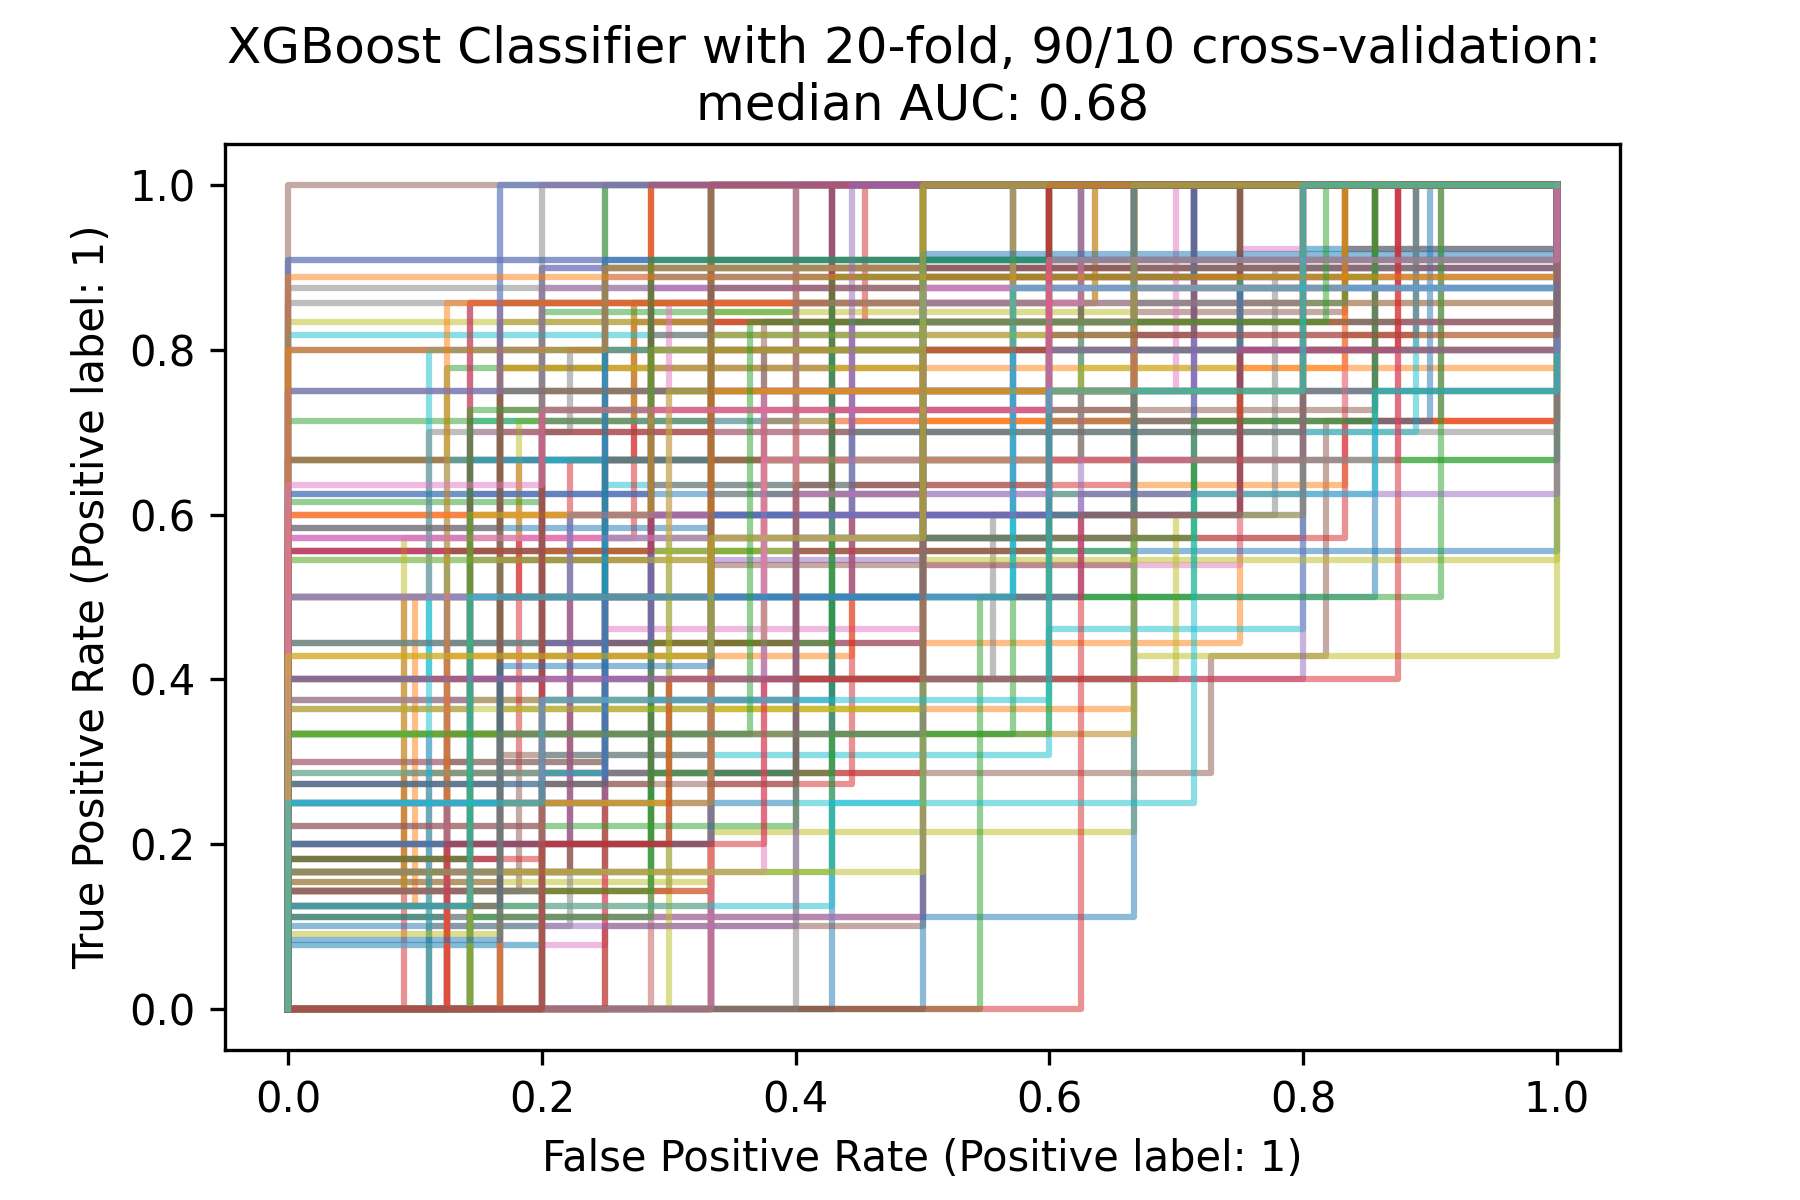 XGBoost Classifier with 20-fold, 90/10 cross-validation:
median AUC: 0.68
True Positive Rate (Positive label: 1)
1.0
0.8
0.6
0.4
0.2
0.0
0.0 0.2 0.4 0.6 0.8 1.0
False Positive Rate (Positive label: 1)